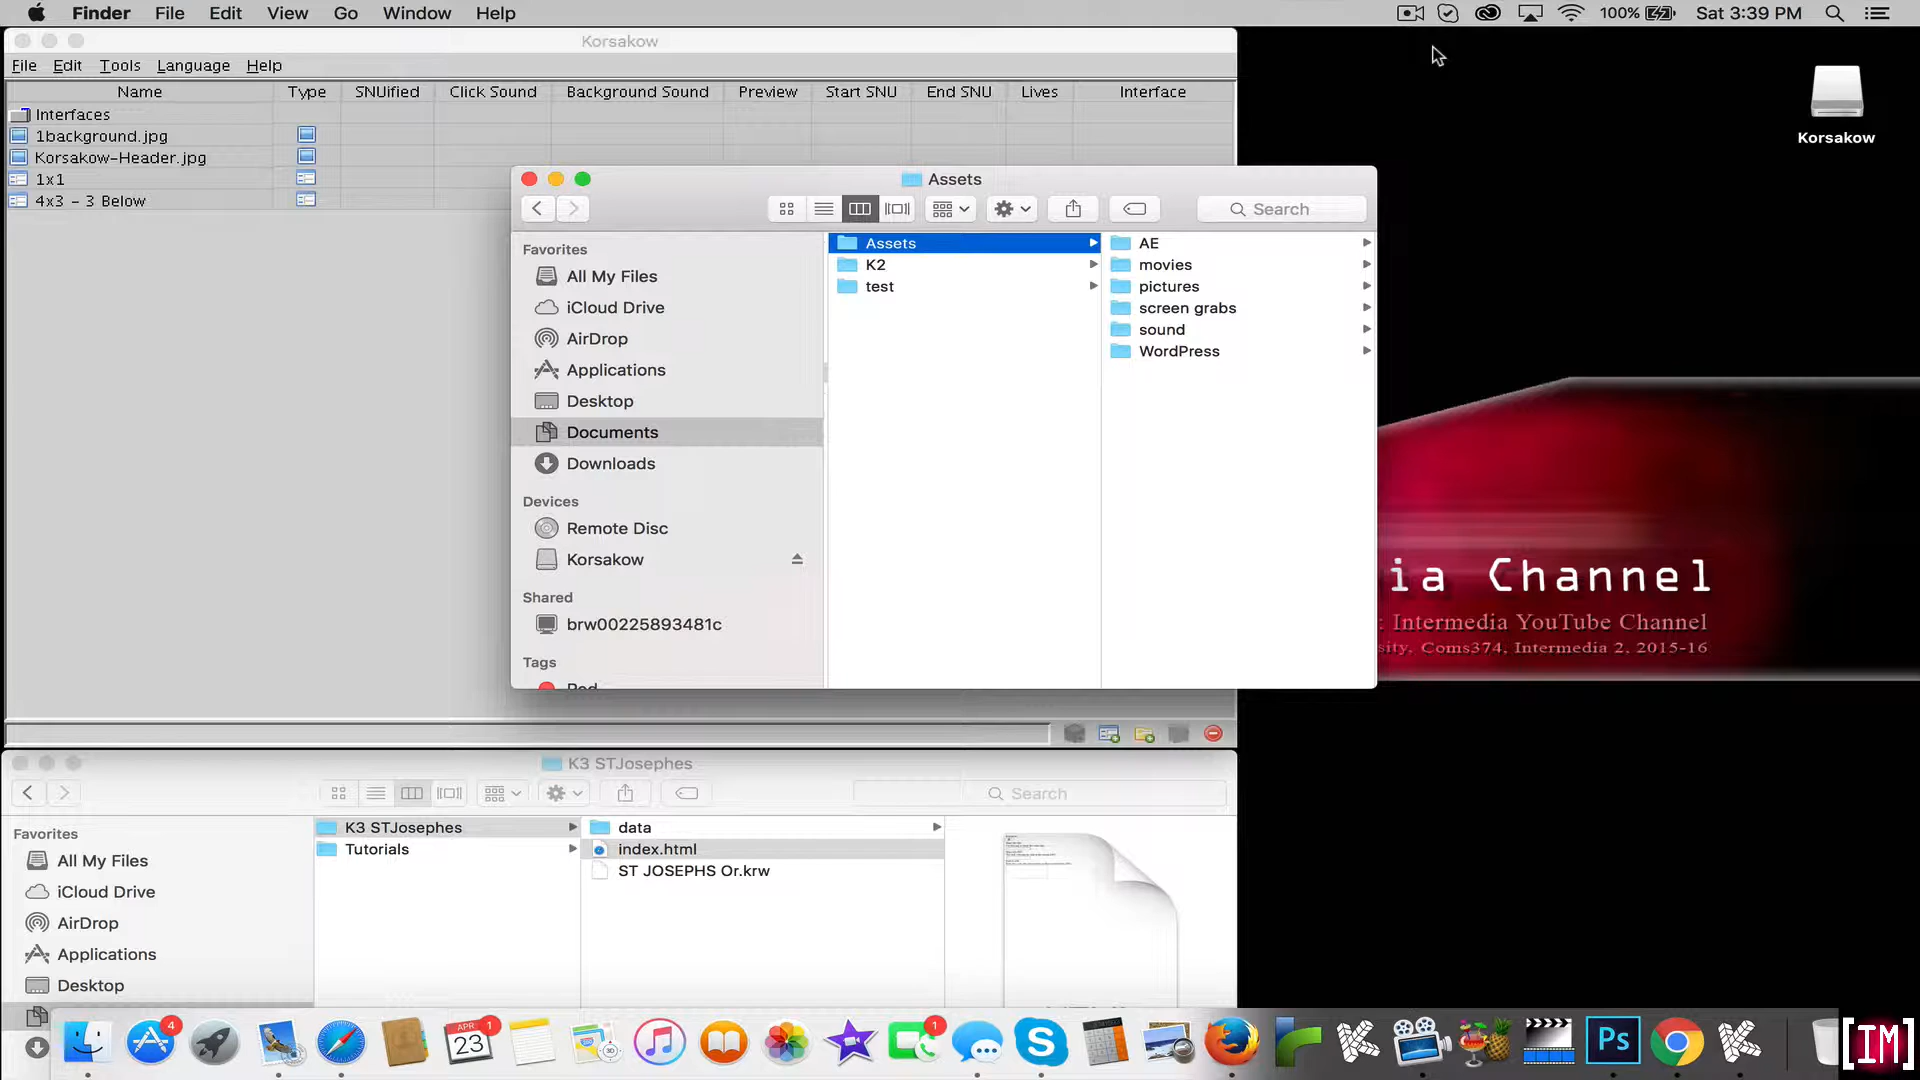 Finder File Edit View Go Window Help 100% Sat 3:39 PM
Korsakow
File Edit Tools Language Help
Name Type SNUified Click Sound Background Sound Preview Start SNU End SNU Lives Interface
Interfaces
1background.jpg
Korsakow-Header.jpg
1x1
4x3 - 3 Below
Korsakow
Assets
Search
Favorites
All My Files
iCloud Drive
AirDrop
Applications
Desktop
Documents
Downloads
Devices
Remote Disc
Korsakow
Shared
brw00225893481c
Tags
Assets
K2
test
AE
movies
pictures
screen grabs
sound
WordPress
ia Channel
: Intermedia YouTube Channel
sity, Coms374, Intermedia 2, 2015-16
K3 STJosephes
Search
Favorites
All My Files
iCloud Drive
AirDrop
Applications
Desktop
K3 STJosephes
Tutorials
data
index.html
ST JOSEPHS Or.krw
4
APR
23
1
1
3D
S
Ps
[IM]